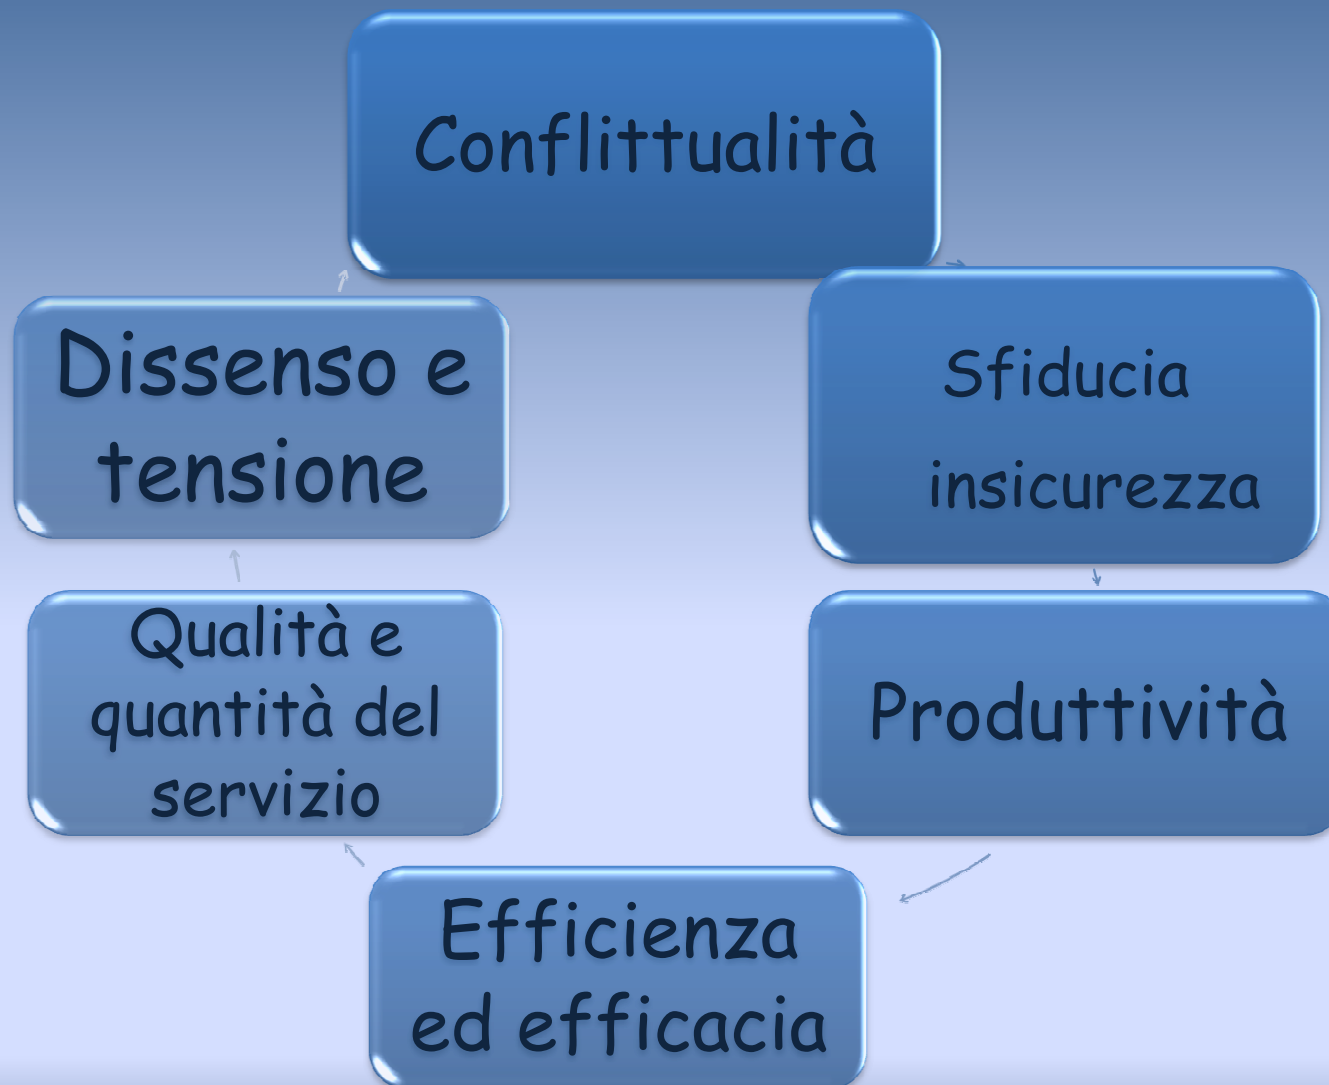 Conflittualità
Sfiducia
insicurezza
Produttività
Efficienza
ed efficacia
Qualità e
quantità del
servizio
Dissenso e
tensione